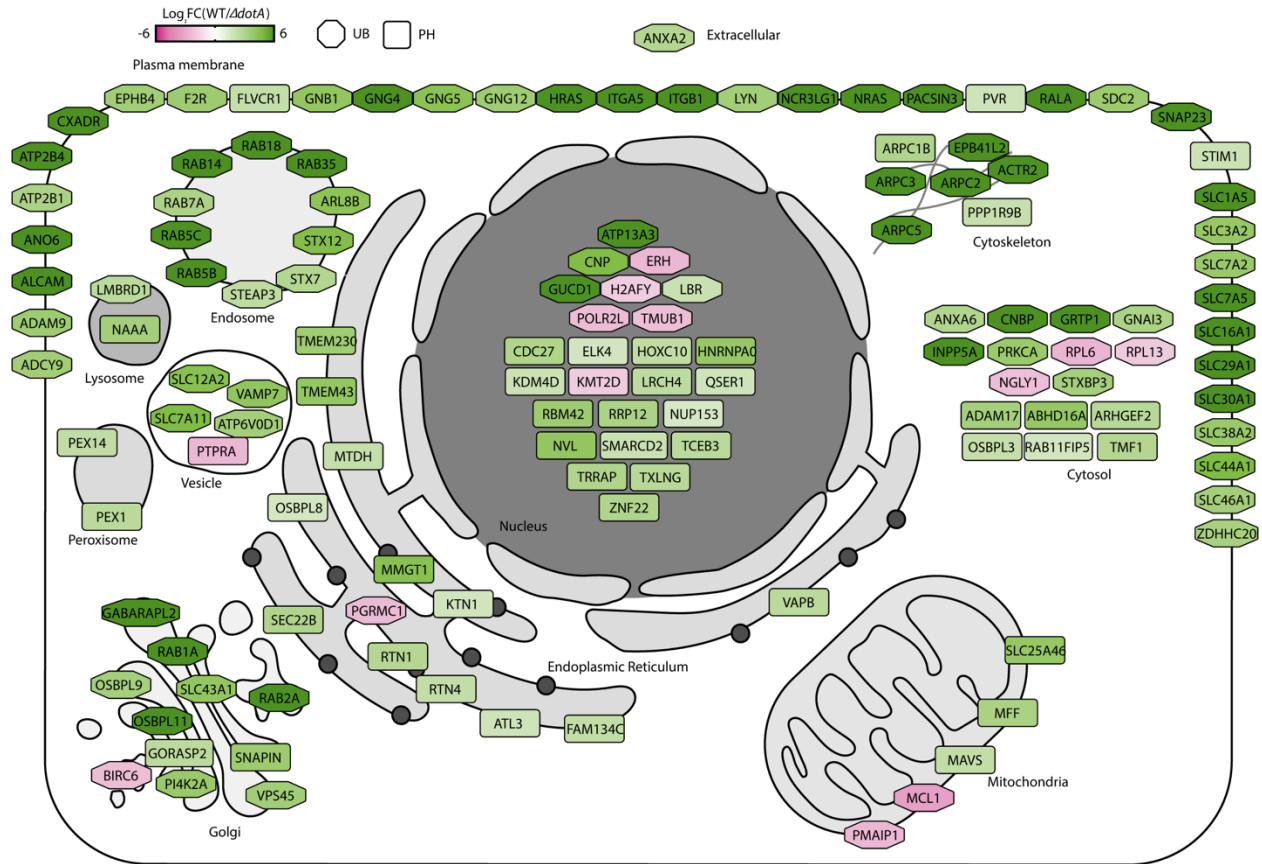 Log2FC(WT/ΔdotA)
-6 6 UB PH
Plasma membrane
ANXA2 Extracellular
EPHB4 F2R FLVCR1 GNB1 GNG4 GNG5 GNG12 HRAS ITGA5 ITGB1 LYN NCR3LG1 NRAS PACSIN3 PVR RALA SDC2
CXADR
SNAP23
ATP2B4
ATP2B1
ANO6
ALCAM
ADAM9
ADCY9
RAB18
RAB14 RAB35
RAB7A ARL8B
RAB5C STX12
RAB5B STX7
STEAP3
Endosome
LMBRD1
NAAA
Lysosome
SLC12A2
VAMP7
SLC7A11
ATP6V0D1
PTPRA
Vesicle
PEX14
PEX1
Peroxisome
TMEM230
TMEM43
MTDH
OSBPL8
MMGT1
SEC22B PGRMC1 KTN1
RTN1
RTN4
ATL3 FAM134C
VAPB
Endoplasmic Reticulum
ATP13A3
CNP ERH
GUCD1 H2AFY LBR
POLR2L TMUB1
CDC27 ELK4 HOXC10 HNRNPA0
KDM4D KMT2D LRCH4 QSER1
RBM42 RRP12 NUP153
NVL SMARCD2 TCEB3
TRRAP TXLNG
ZNF22
Nucleus
ARPC1B EPB41L2
ARPC3 ARPC2 ACTR2
PPP1R9B
ARPC5
Cytoskeleton
STIM1
SLC1A5
SLC3A2
SLC7A2
SLC7A5
SLC16A1
SLC29A1
SLC30A1
SLC38A2
SLC44A1
SLC46A1
ZDHHC20
ANXA6 CNBP GRTP1 GNAI3
INPP5A PRKCA RPL6 RPL13
NGLY1 STXBP3
ADAM17 ABHD16A ARHGEF2
OSBPL3 RAB11FIP5 TMF1
Cytosol
GABARAPL2
RAB1A
OSBPL9 SLC43A1 RAB2A
OSBPL11
GORASP2 SNAPIN
BIRC6 PI4K2A
VPS45
Golgi
SLC25A46
MFF
MAVS
Mitochondria
MCL1
PMAIP1